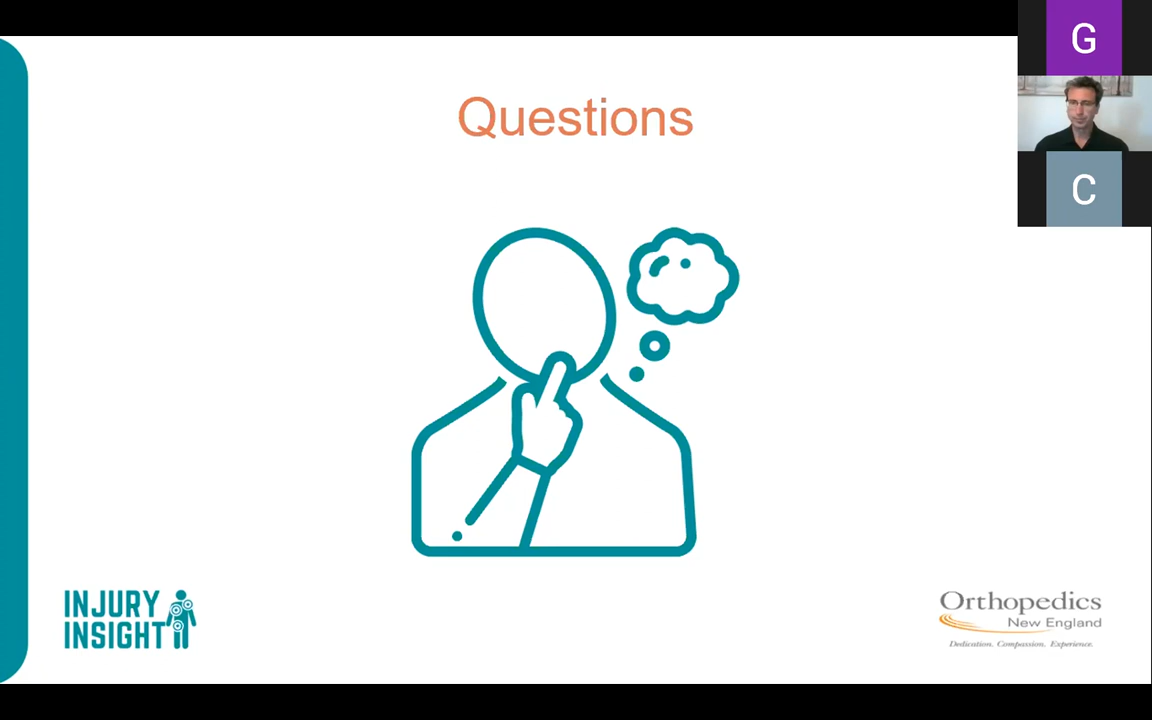 Questions
G
C
INJURY
INSIGHT
Orthopedics
New England
Dedication. Compassion. Experience.